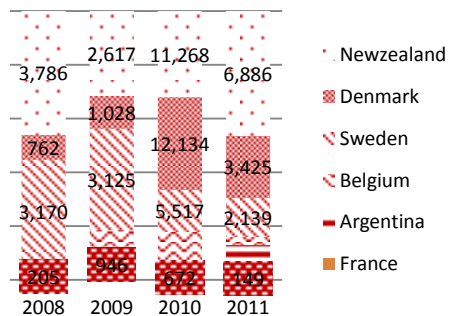 3,786 2,617 11,268 6,886
762 1,028 12,134 3,425
3,170 3,125 5,517 2,139
205 946 672 149
2008 2009 2010 2011
Newzealand
Denmark
Sweden
Belgium
Argentina
France